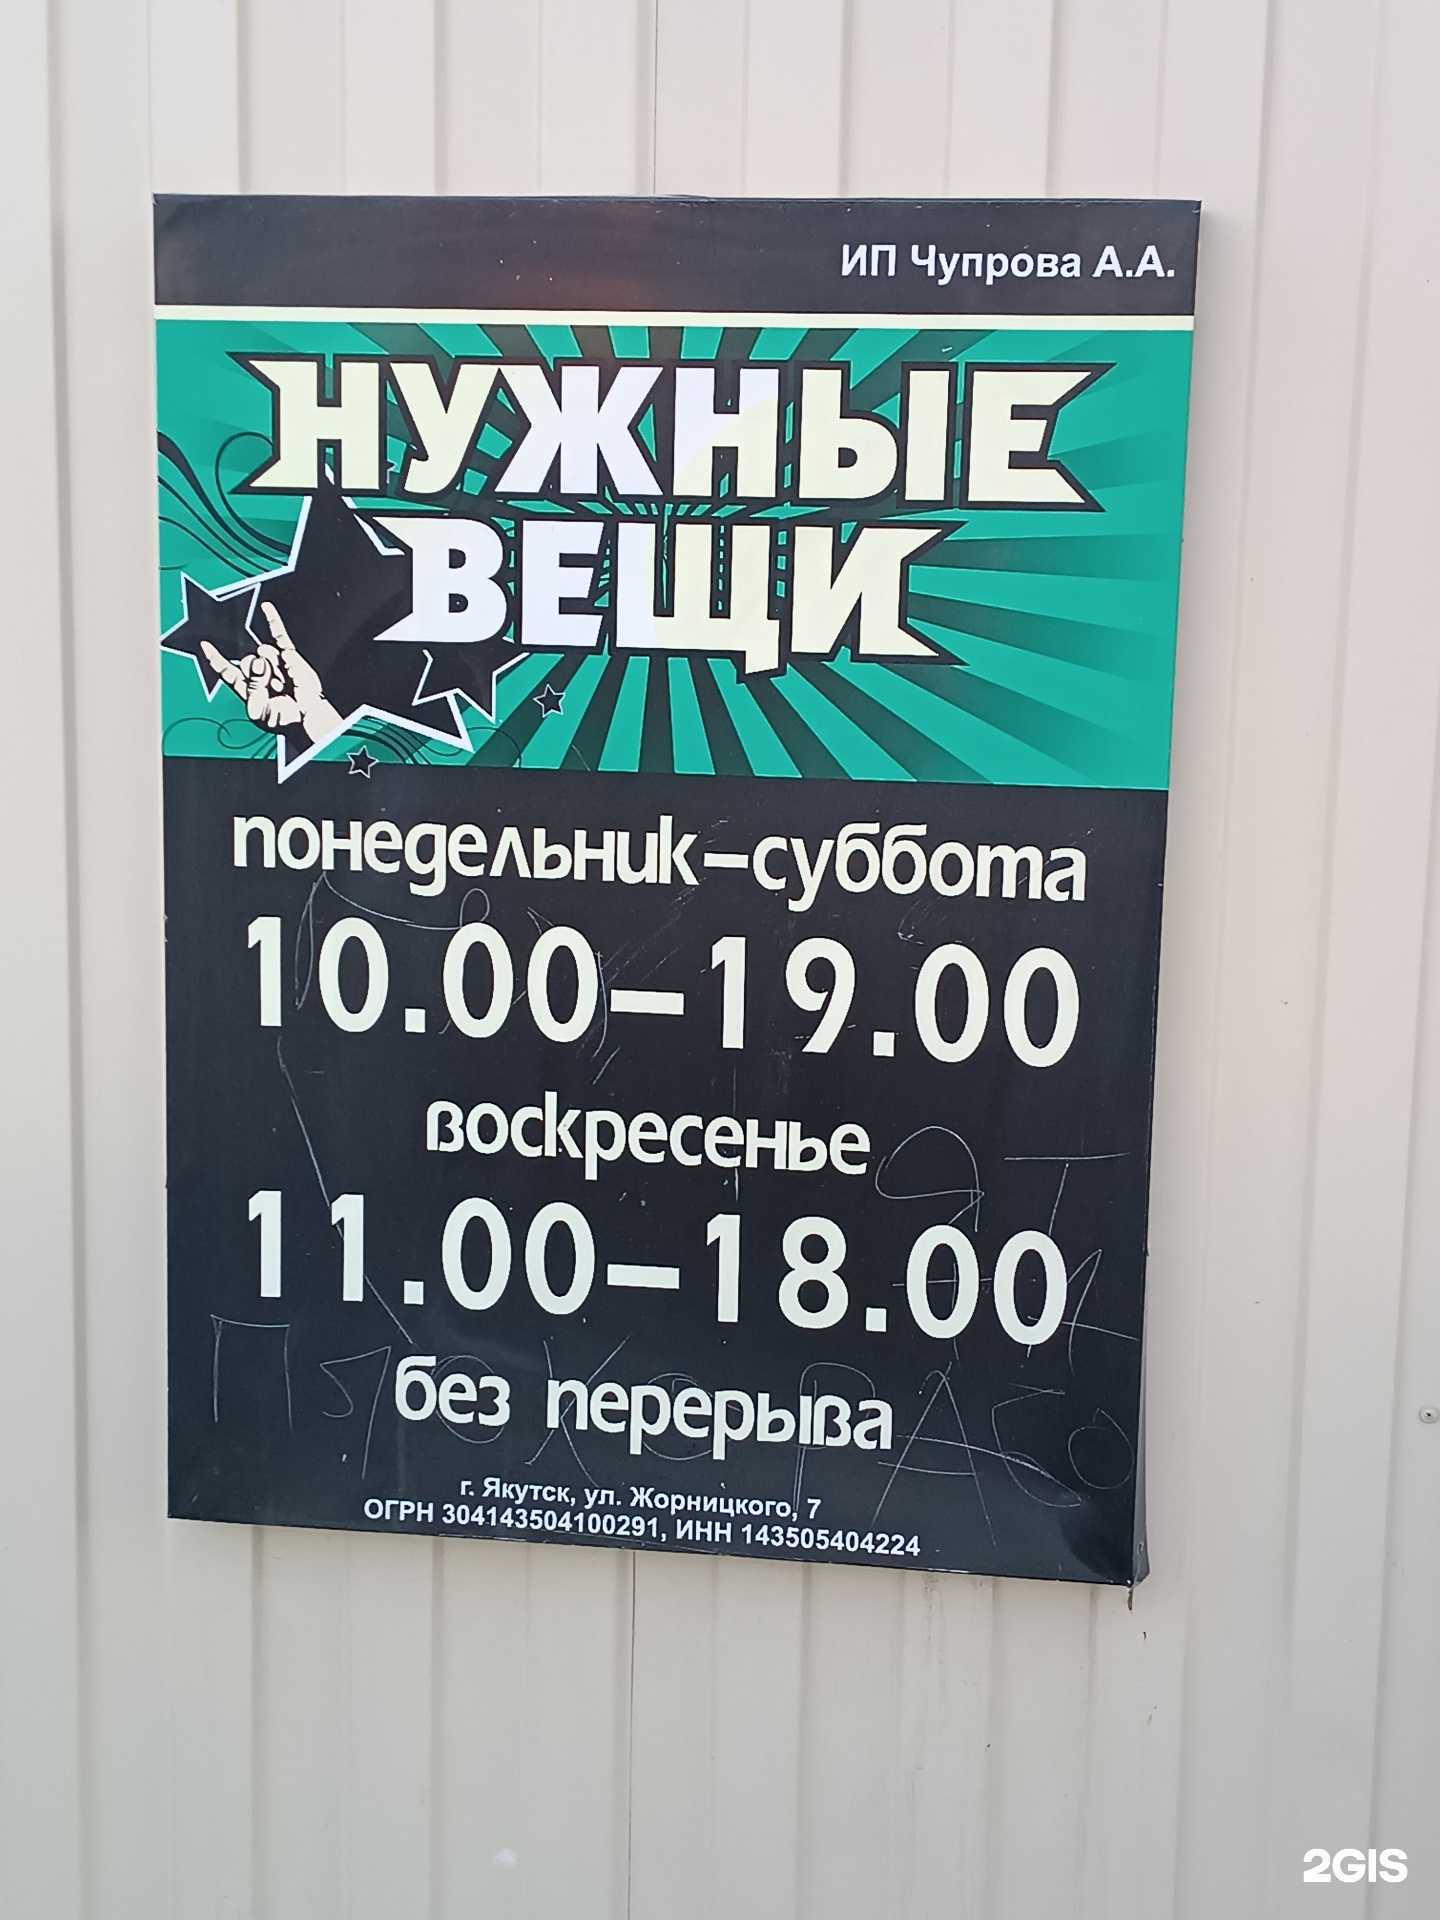 ИП Чупрова А.А.
НУЖНЫЕ
ВЕЩИ
понедельник-суббота
10.00-19.00
воскресенье
11.00-18.00
без перерыва
г. Якутск, ул. Жорницкого, 7
ОГРН 304143504100291, ИНН 143505404224
2GIS